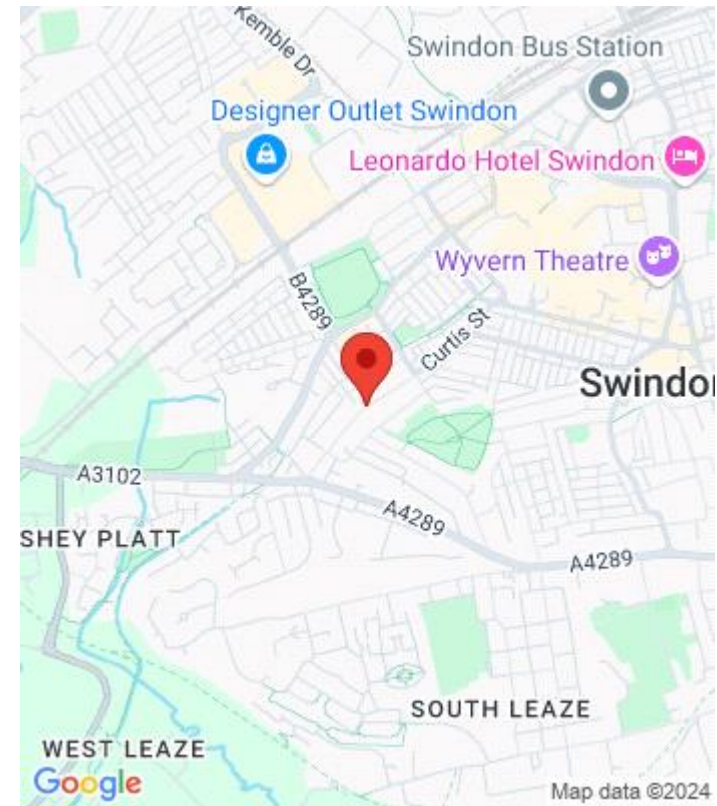 Kemble Dr
Swindon Bus Station
Designer Outlet Swindon
Leonardo Hotel Swindon
Wyvern Theatre
B4289
Curtis St
Swindo
A3102
A4289
SHEY PLATT
A4289
SOUTH LEAZE
WEST LEAZE
Google
Map data ©2024